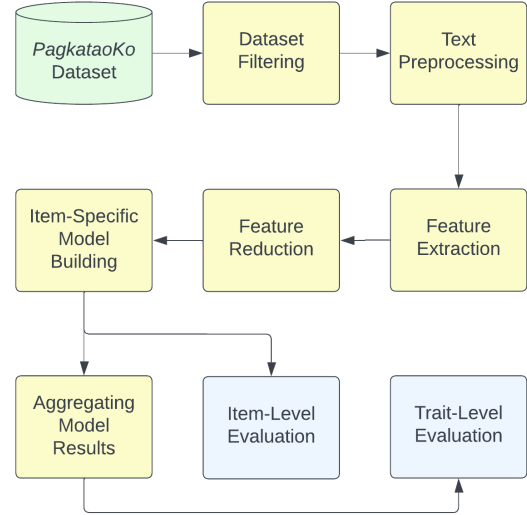 PagkataoKo
Dataset
Dataset
Filtering
Text
Preprocessing
Item-Specific
Model
Building
Feature
Reduction
Feature
Extraction
Aggregating
Model
Results
Item-Level
Evaluation
Trait-Level
Evaluation